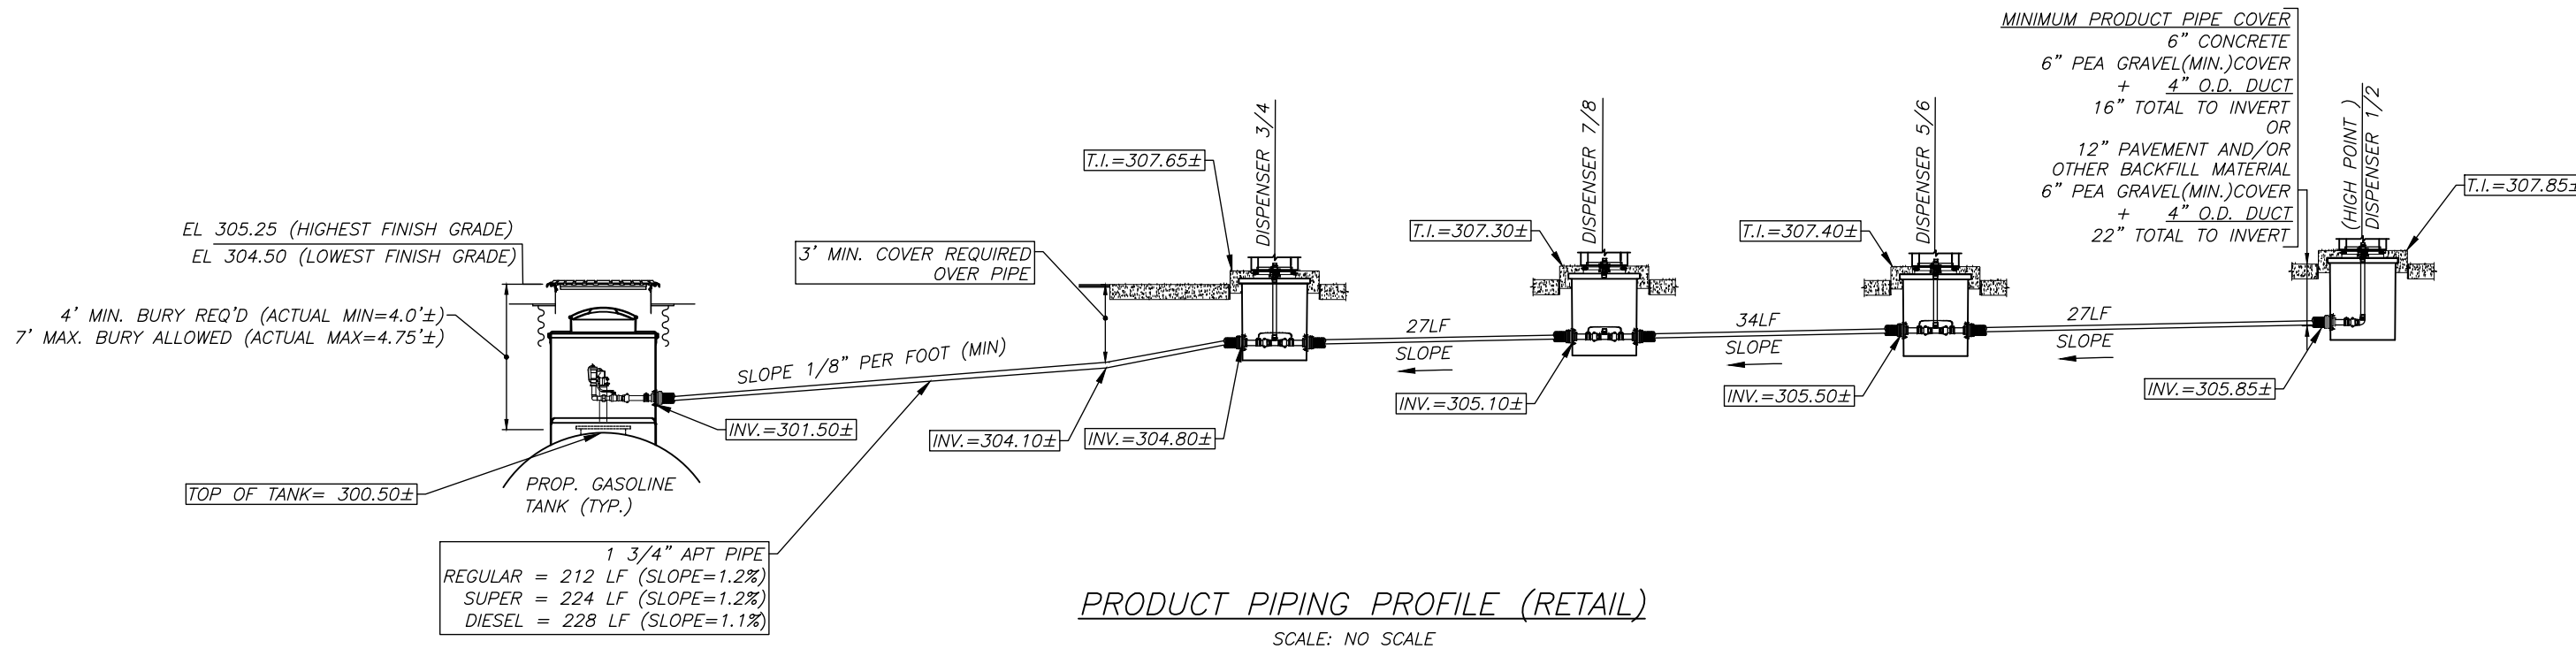 MINIMUM PRODUCT PIPE COVER
6" CONCRETE
6" PEA GRAVEL(MIN.)COVER
+ 4" O.D. DUCT
16" TOTAL TO INVERT
OR
12" PAVEMENT AND/OR
OTHER BACKFILL MATERIAL
6" PEA GRAVEL(MIN.)COVER
+ 4" O.D. DUCT
22" TOTAL TO INVERT
(HIGH POINT )
DISPENSER 1/2
T.I.=307.85±
DISPENSER 3/4
T.I.=307.65±
DISPENSER 7/8
T.I.=307.30±
DISPENSER 5/6
T.I.=307.40±
EL 305.25 (HIGHEST FINISH GRADE)
EL 304.50 (LOWEST FINISH GRADE)
3' MIN. COVER REQUIRED
OVER PIPE
4' MIN. BURY REQ'D (ACTUAL MIN=4.0'±)
7' MAX. BURY ALLOWED (ACTUAL MAX=4.75'±)
SLOPE 1/8" PER FOOT (MIN)
27LF
SLOPE
34LF
SLOPE
27LF
SLOPE
INV.=301.50±
INV.=304.10±
INV.=304.80±
INV.=305.10±
INV.=305.50±
INV.=305.85±
TOP OF TANK= 300.50±
PROP. GASOLINE
TANK (TYP.)
1 3/4" APT PIPE
REGULAR = 212 LF (SLOPE=1.2%)
SUPER = 224 LF (SLOPE=1.2%)
DIESEL = 228 LF (SLOPE=1.1%)
PRODUCT PIPING PROFILE (RETAIL)
SCALE: NO SCALE